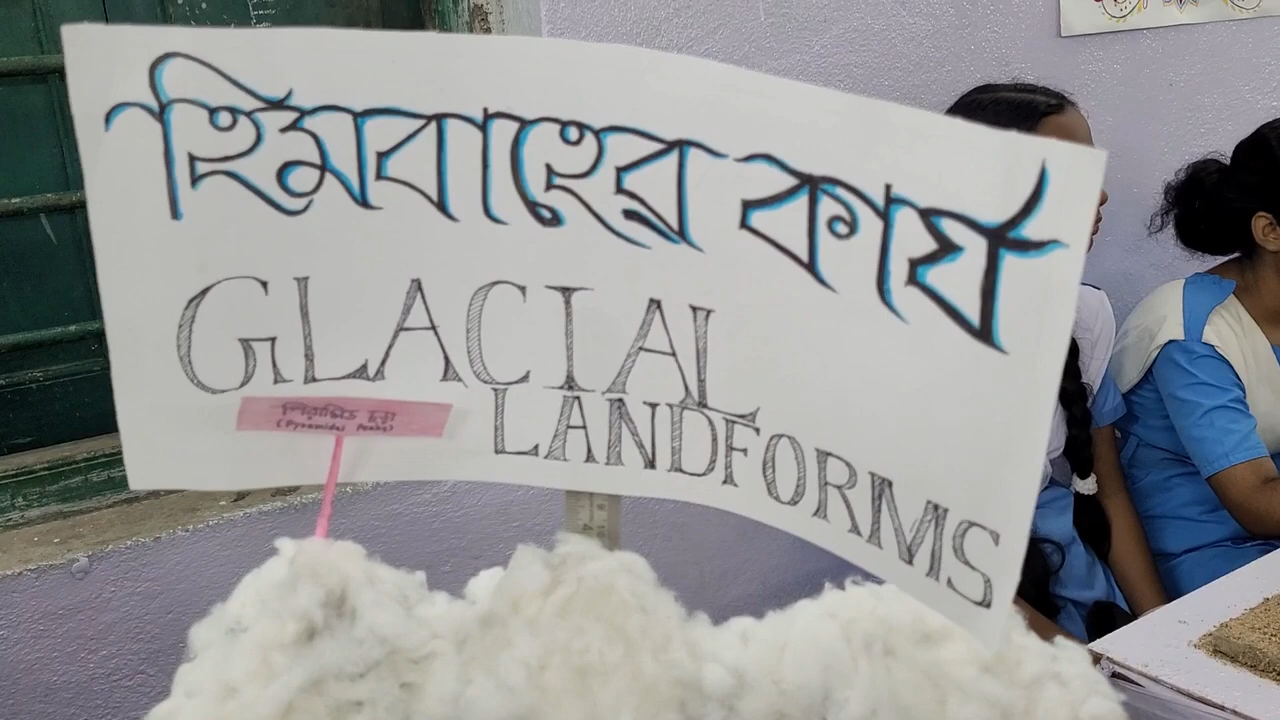 হিমবাহের কার্য
GLACIAL
LANDFORMS
পিরামিড চূড়া
(Pyramidal Peaks)